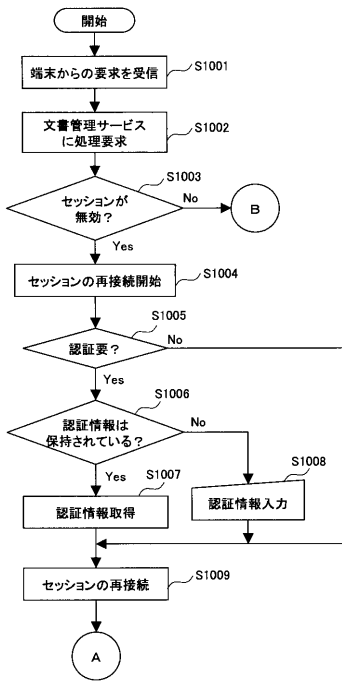 開始
端末からの要求を受信
S1001
文書管理サービス
に処理要求
S1002
セッションが
無効？
S1003
No
B
Yes
セッションの再接続開始
S1004
認証要？
S1005
No
Yes
認証情報は
保持されている？
S1006
No
Yes
認証情報取得
S1007
認証情報入力
S1008
セッションの再接続
S1009
A